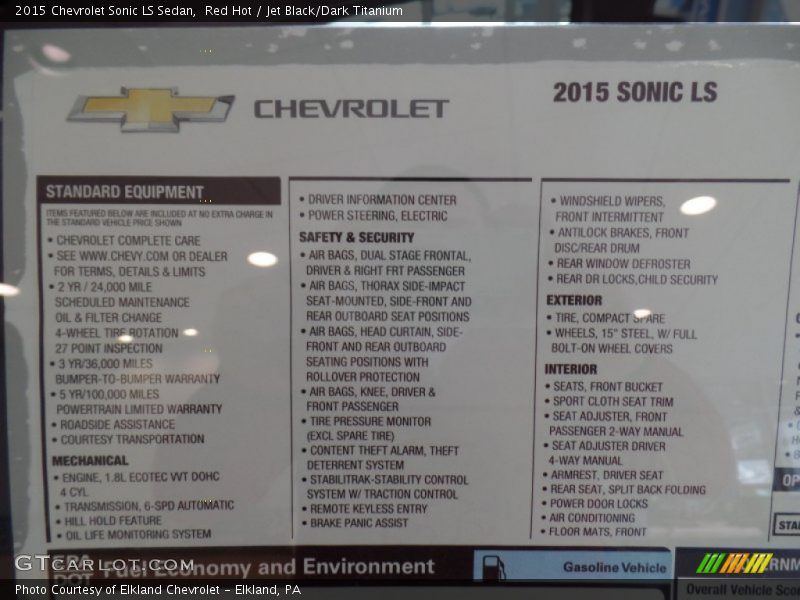 2015 Chevrolet Sonic LS Sedan,  Red Hot / Jet Black/Dark Titanium
CHEVROLET
2015 SONIC LS
STANDARD EQUIPMENT
ITEMS FEATURED BELOW ARE INCLUDED AT NO EXTRA CHARGE IN
THE STANDARD VEHICLE PRICE SHOWN
• CHEVROLET COMPLETE CARE
• SEE WWW.CHEVY.COM OR DEALER
FOR TERMS, DETAILS & LIMITS
• 2 YR / 24,000 MILE
SCHEDULED MAINTENANCE
OIL & FILTER CHANGE
4-WHEEL TIRE ROTATION
27 POINT INSPECTION
• 3 YR/36,000 MILES
BUMPER-TO-BUMPER WARRANTY
• 5 YR/100,000 MILES
POWERTRAIN LIMITED WARRANTY
• ROADSIDE ASSISTANCE
• COURTESY TRANSPORTATION
MECHANICAL
• ENGINE, 1.8L ECOTEC VVT DOHC
4 CYL
• TRANSMISSION, 6-SPD AUTOMATIC
• HILL HOLD FEATURE
• OIL LIFE MONITORING SYSTEM
• DRIVER INFORMATION CENTER
• POWER STEERING, ELECTRIC
SAFETY & SECURITY
• AIR BAGS, DUAL STAGE FRONTAL,
DRIVER & RIGHT FRT PASSENGER
• AIR BAGS, THORAX SIDE-IMPACT
SEAT-MOUNTED, SIDE-FRONT AND
REAR OUTBOARD SEAT POSITIONS
• AIR BAGS, HEAD CURTAIN, SIDE-
FRONT AND REAR OUTBOARD
SEATING POSITIONS WITH
ROLLOVER PROTECTION
• AIR BAGS, KNEE, DRIVER &
FRONT PASSENGER
• TIRE PRESSURE MONITOR
(EXCL SPARE TIRE)
• CONTENT THEFT ALARM, THEFT
DETERRENT SYSTEM
• STABILITRAK-STABILITY CONTROL
SYSTEM W/ TRACTION CONTROL
• REMOTE KEYLESS ENTRY
• BRAKE PANIC ASSIST
• WINDSHIELD WIPERS,
FRONT INTERMITTENT
• ANTILOCK BRAKES, FRONT
DISC/REAR DRUM
• REAR WINDOW DEFROSTER
• REAR DR LOCKS,CHILD SECURITY
EXTERIOR
• TIRE, COMPACT SPARE
• WHEELS, 15" STEEL, W/ FULL
BOLT-ON WHEEL COVERS
INTERIOR
• SEATS, FRONT BUCKET
• SPORT CLOTH SEAT TRIM
• SEAT ADJUSTER, FRONT
PASSENGER 2-WAY MANUAL
• SEAT ADJUSTER DRIVER
4-WAY MANUAL
• ARMREST, DRIVER SEAT
• REAR SEAT, SPLIT BACK FOLDING
• POWER DOOR LOCKS
• AIR CONDITIONING
• FLOOR MATS, FRONT
EPA
DOT Fuel Economy and Environment
Gasoline Vehicle
Overall Vehicle
GTCARLOT.COM
Photo Courtesy of Elkland Chevrolet – Elkland, PA